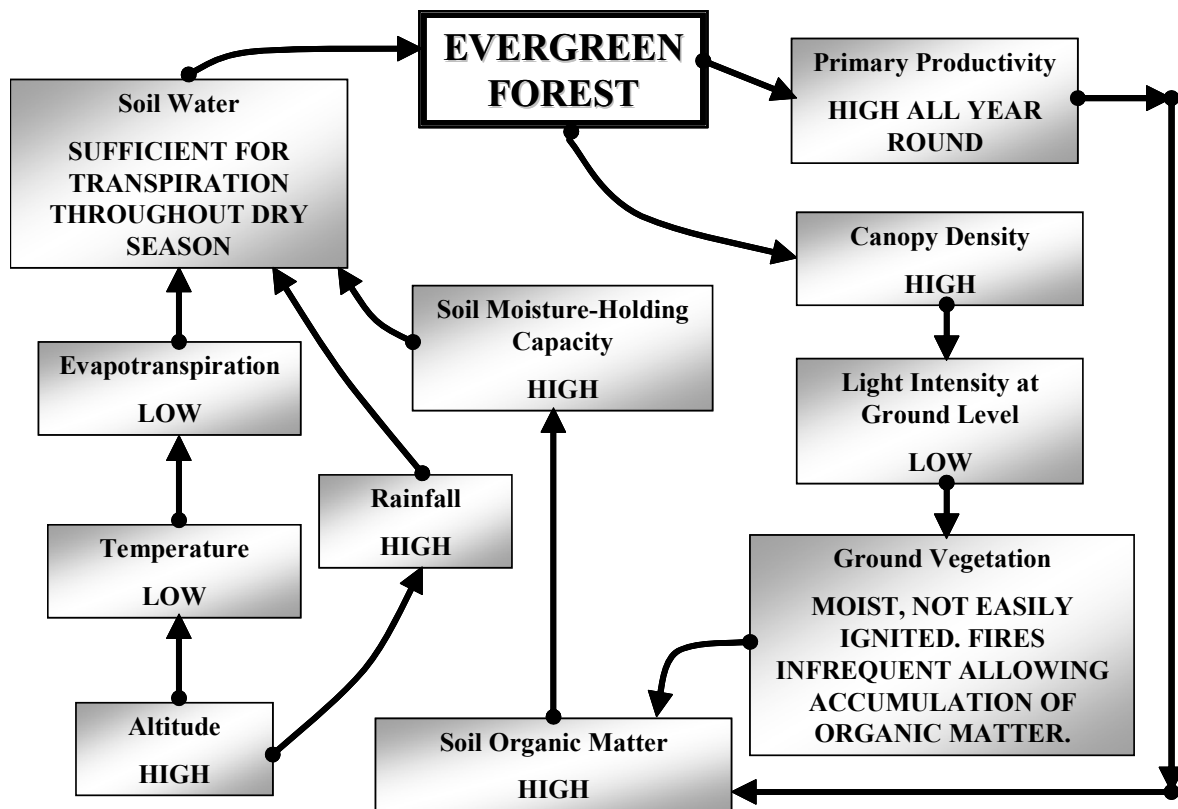 EVERGREEN
FOREST
Primary Productivity
HIGH ALL YEAR
ROUND
Soil Water
SUFFICIENT FOR
TRANSPIRATION
THROUGHOUT DRY
SEASON
Canopy Density
HIGH
Soil Moisture-Holding
Capacity
HIGH
Evapotranspiration
LOW
Light Intensity at
Ground Level
LOW
Rainfall
HIGH
Temperature
LOW
Ground Vegetation
MOIST, NOT EASILY
IGNITED. FIRES
INFREQUENT ALLOWING
ACCUMULATION OF
ORGANIC MATTER.
Altitude
HIGH
Soil Organic Matter
HIGH